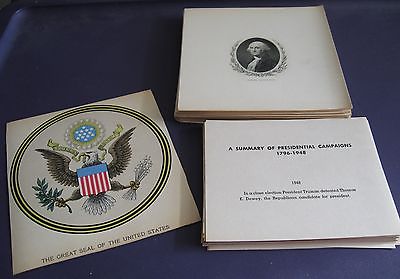 A SUMMARY OF PRESIDENTIAL CAMPAIGNS
1796-1948
1948
In a close election President Truman defeated Thomas
E. Dewey, the Republican candidate for president.
THE GREAT SEAL OF THE UNITED STATES